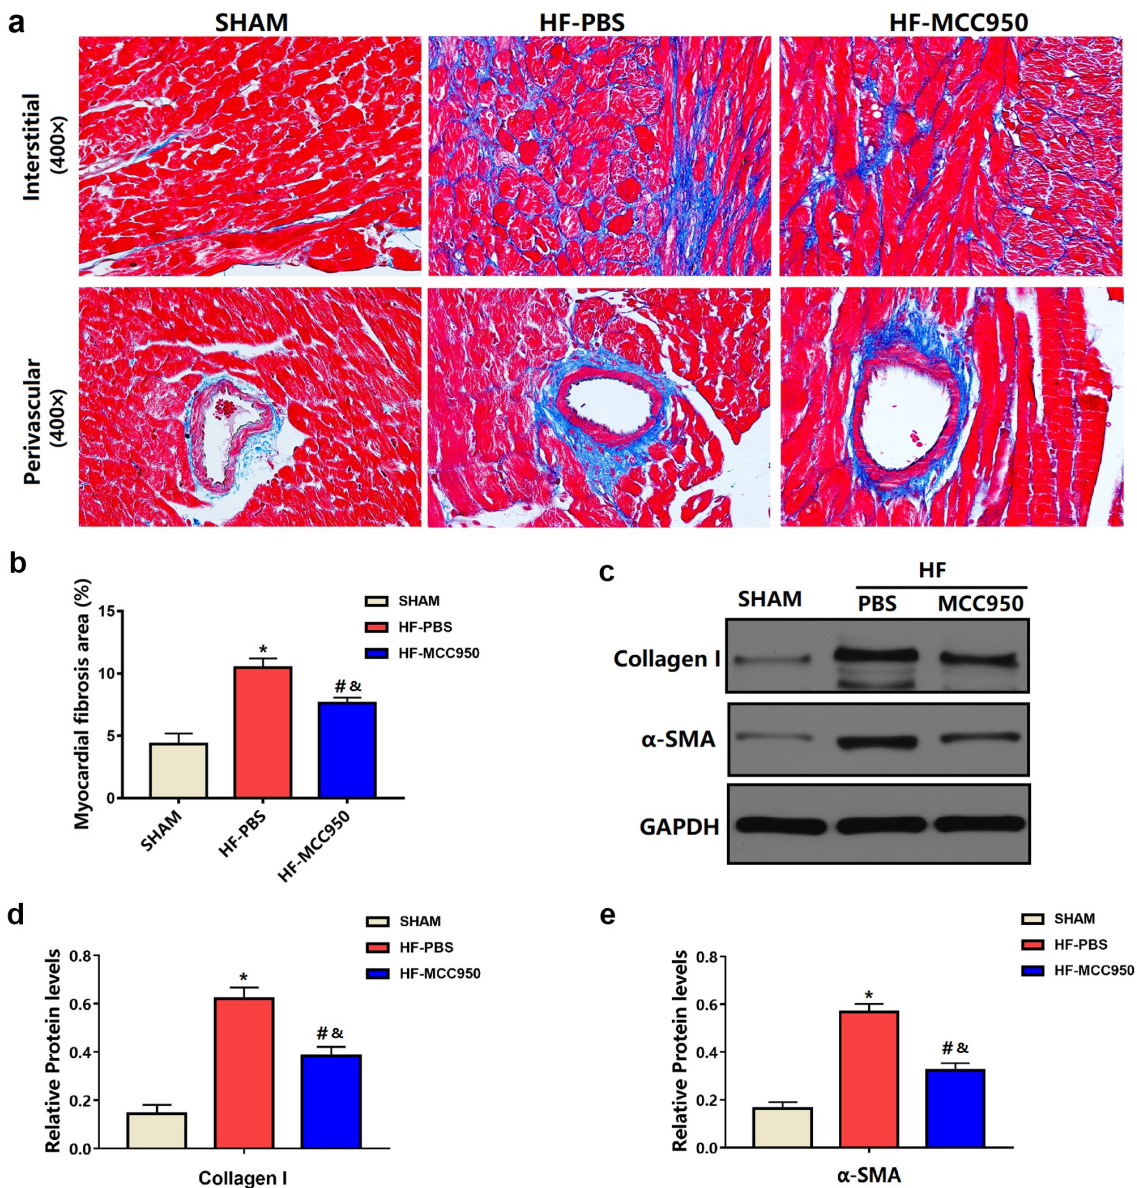 a
SHAM
HF-PBS
HF-MCC950
Interstitial
(400×)
Perivascular
(400×)
b
Myocardial fibrosis area (%)
15
10
5
0
*
# &
SHAM
HF-PBS
HF-MCC950
SHAM
HF-PBS
HF-MCC950
c
HF
SHAM
PBS
MCC950
Collagen I
α-SMA
GAPDH
d
Relative Protein levels
0.8
0.6
0.4
0.2
0.0
*
# &
Collagen I
SHAM
HF-PBS
HF-MCC950
e
Relative Protein levels
0.8
0.6
0.4
0.2
0.0
*
# &
α-SMA
SHAM
HF-PBS
HF-MCC950